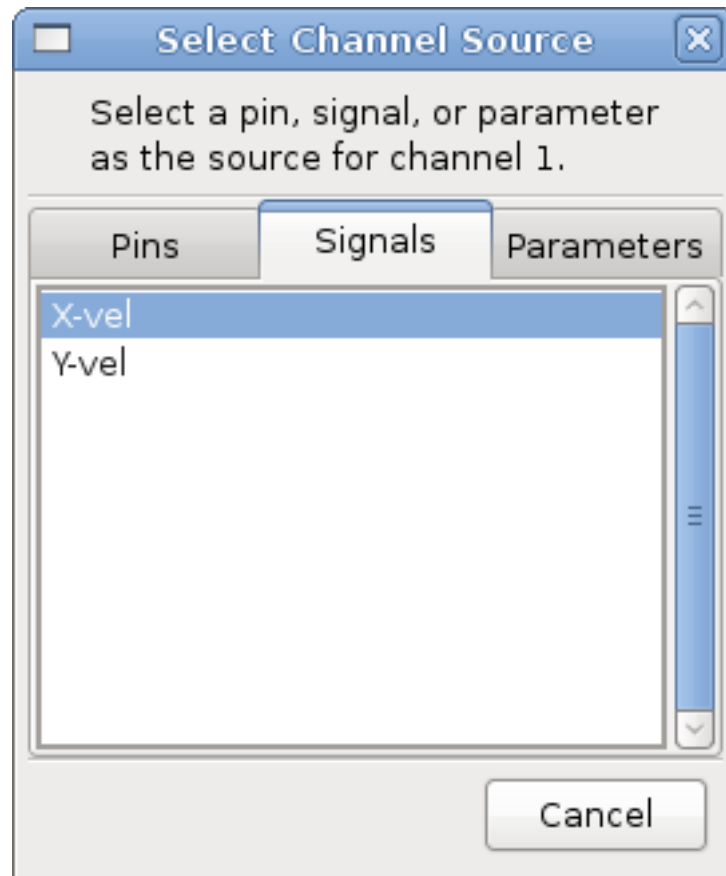 Select Channel Source
Select a pin, signal, or parameter
as the source for channel 1.
Pins Signals Parameters
X-vel
Y-vel
Cancel